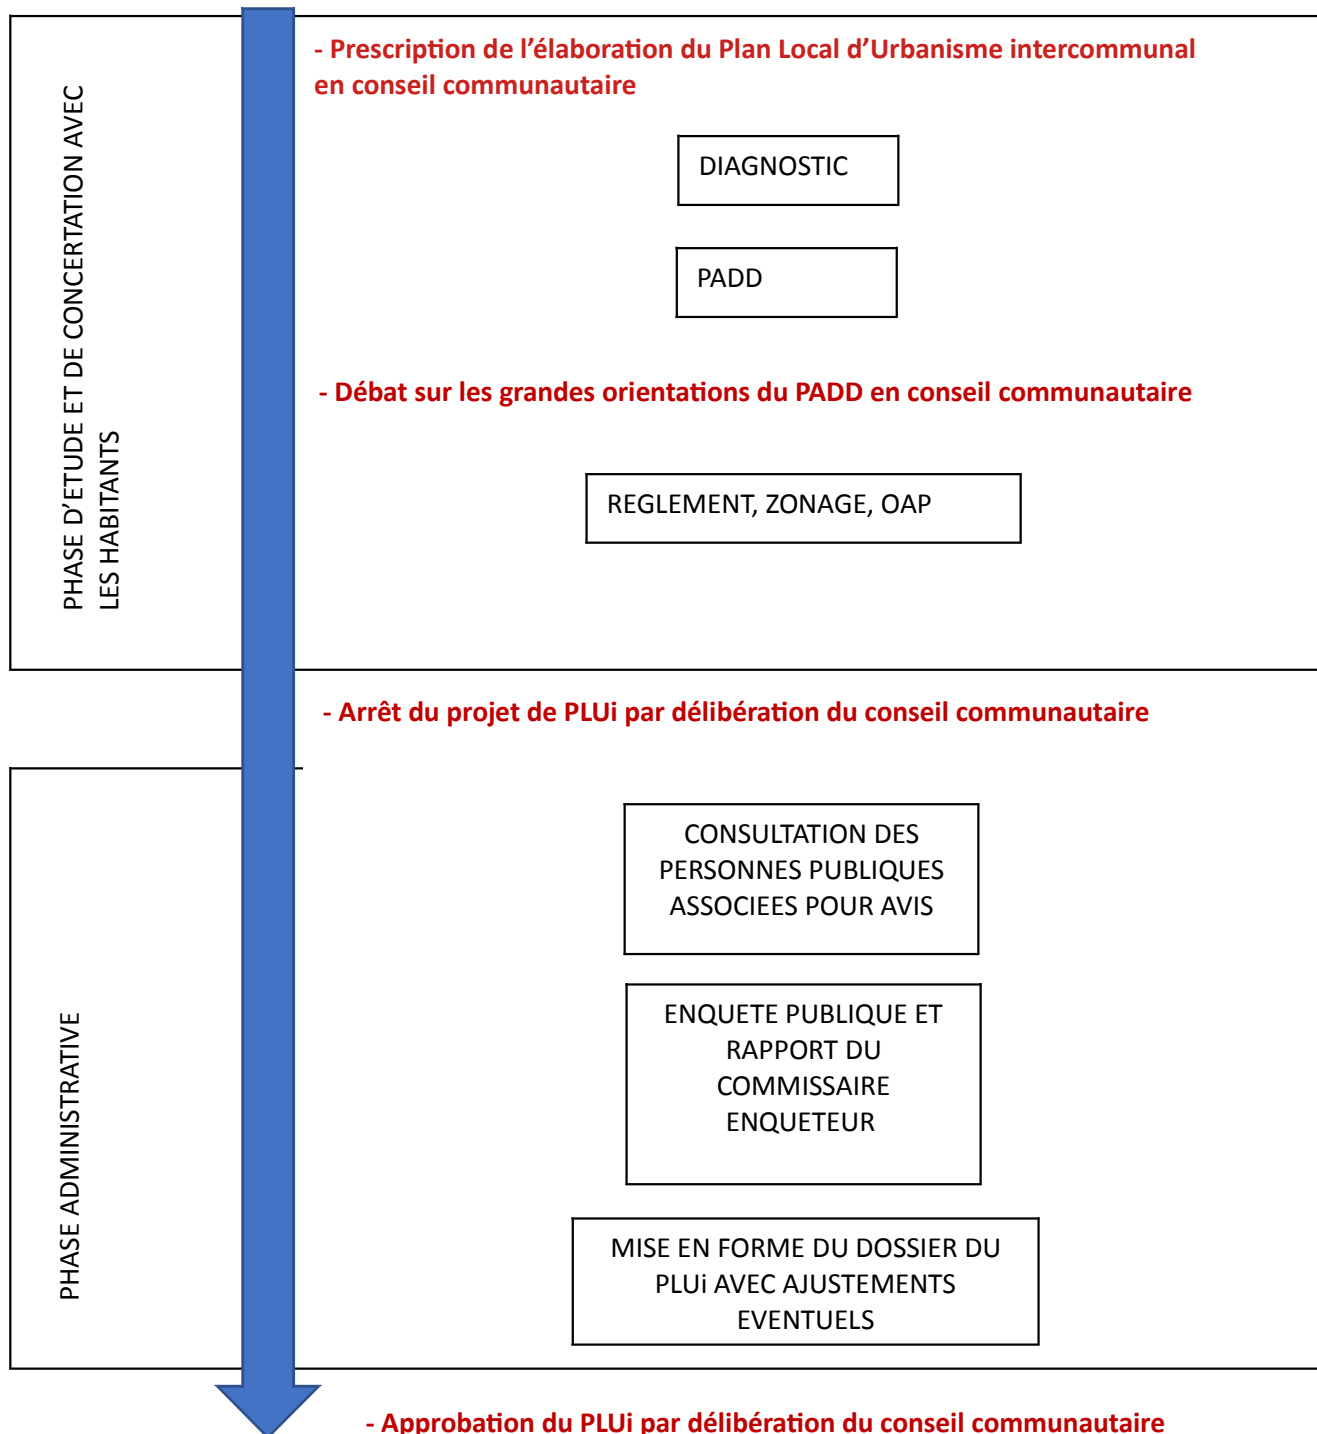 - Prescription de l’élaboration du Plan Local d’Urbanisme intercommunal
en conseil communautaire
PHASE D’ETUDE ET DE CONCERTATION AVEC
LES HABITANTS
DIAGNOSTIC
PADD
- Débat sur les grandes orientations du PADD en conseil communautaire
REGLEMENT, ZONAGE, OAP
- Arrêt du projet de PLUi par délibération du conseil communautaire
PHASE ADMINISTRATIVE
CONSULTATION DES
PERSONNES PUBLIQUES
ASSOCIEES POUR AVIS
ENQUETE PUBLIQUE ET
RAPPORT DU
COMMISSAIRE
ENQUETEUR
MISE EN FORME DU DOSSIER DU
PLUi AVEC AJUSTEMENTS
EVENTUELS
- Approbation du PLUi par délibération du conseil communautaire